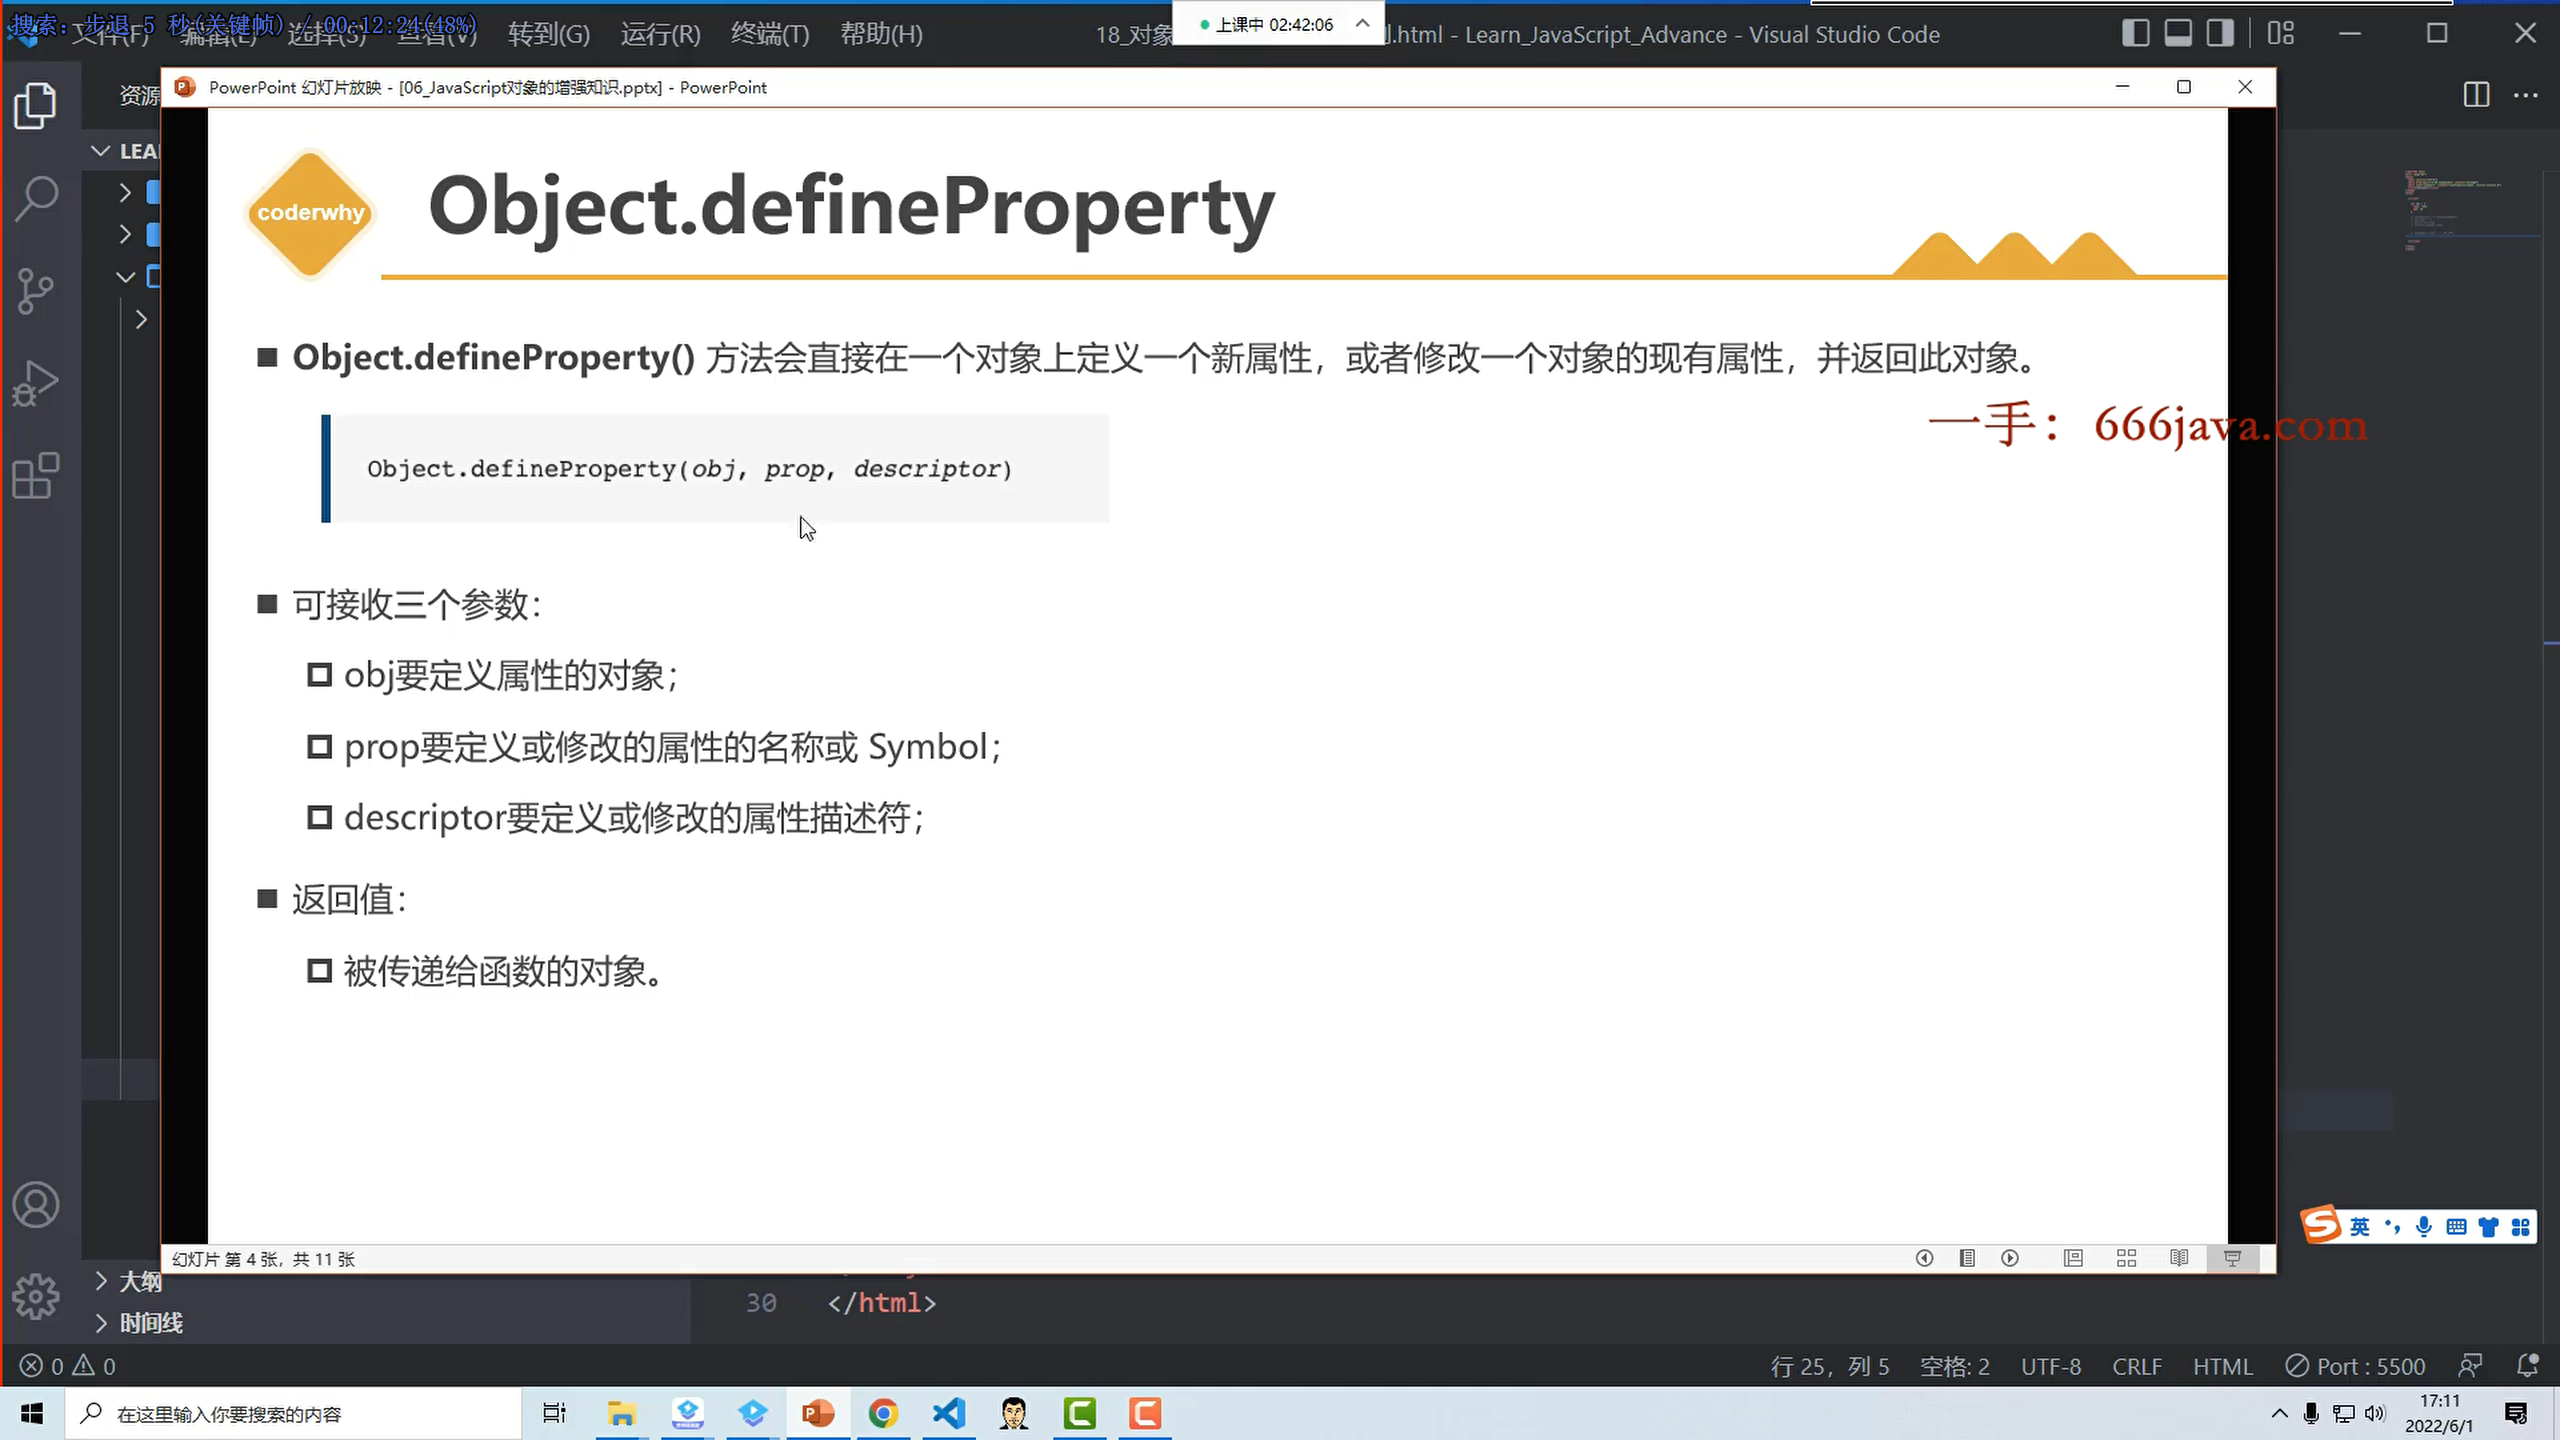 搜索: 步退 5 秒(关键帧) / 00:12:24(48%)
文件(F) 编辑(E) 选择(S) 查看(V) 转到(G) 运行(R) 终端(T) 帮助(H)
18_对象
上课中 02:42:06
.html - Learn_JavaScript_Advance - Visual Studio Code
资源
PowerPoint 幻灯片放映 - [06_JavaScript对象的增强知识.pptx] - PowerPoint
LEA
coderwhy
Object.defineProperty
Object.defineProperty() 方法会直接在一个对象上定义一个新属性，或者修改一个对象的现有属性，并返回此对象。
一手： 666java.com
Object.defineProperty(obj, prop, descriptor)
可接收三个参数：
obj要定义属性的对象；
prop要定义或修改的属性的名称或 Symbol；
descriptor要定义或修改的属性描述符；
返回值：
被传递给函数的对象。
英
幻灯片 第 4 张，共 11 张
大纲
30 </html>
时间线
0 0
行 25，列 5 空格: 2 UTF-8 CRLF HTML Port : 5500
在这里输入你要搜索的内容
17:11
2022/6/1